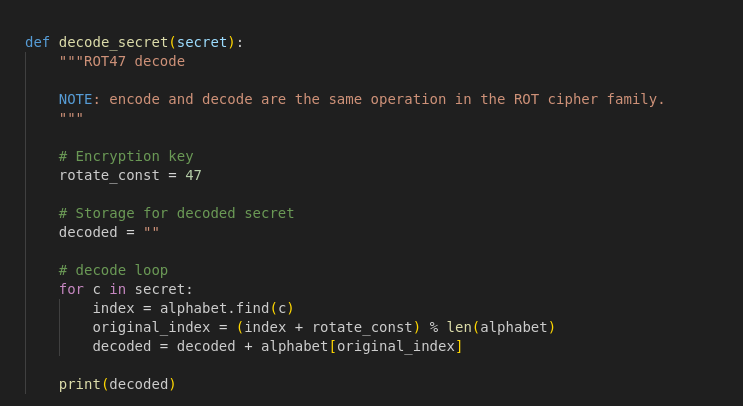 def decode_secret(secret):
    """ROT47 decode

    NOTE: encode and decode are the same operation in the ROT cipher family.
    """

    # Encryption key
    rotate_const = 47

    # Storage for decoded secret
    decoded = ""

    # decode loop
    for c in secret:
        index = alphabet.find(c)
        original_index = (index + rotate_const) % len(alphabet)
        decoded = decoded + alphabet[original_index]

    print(decoded)